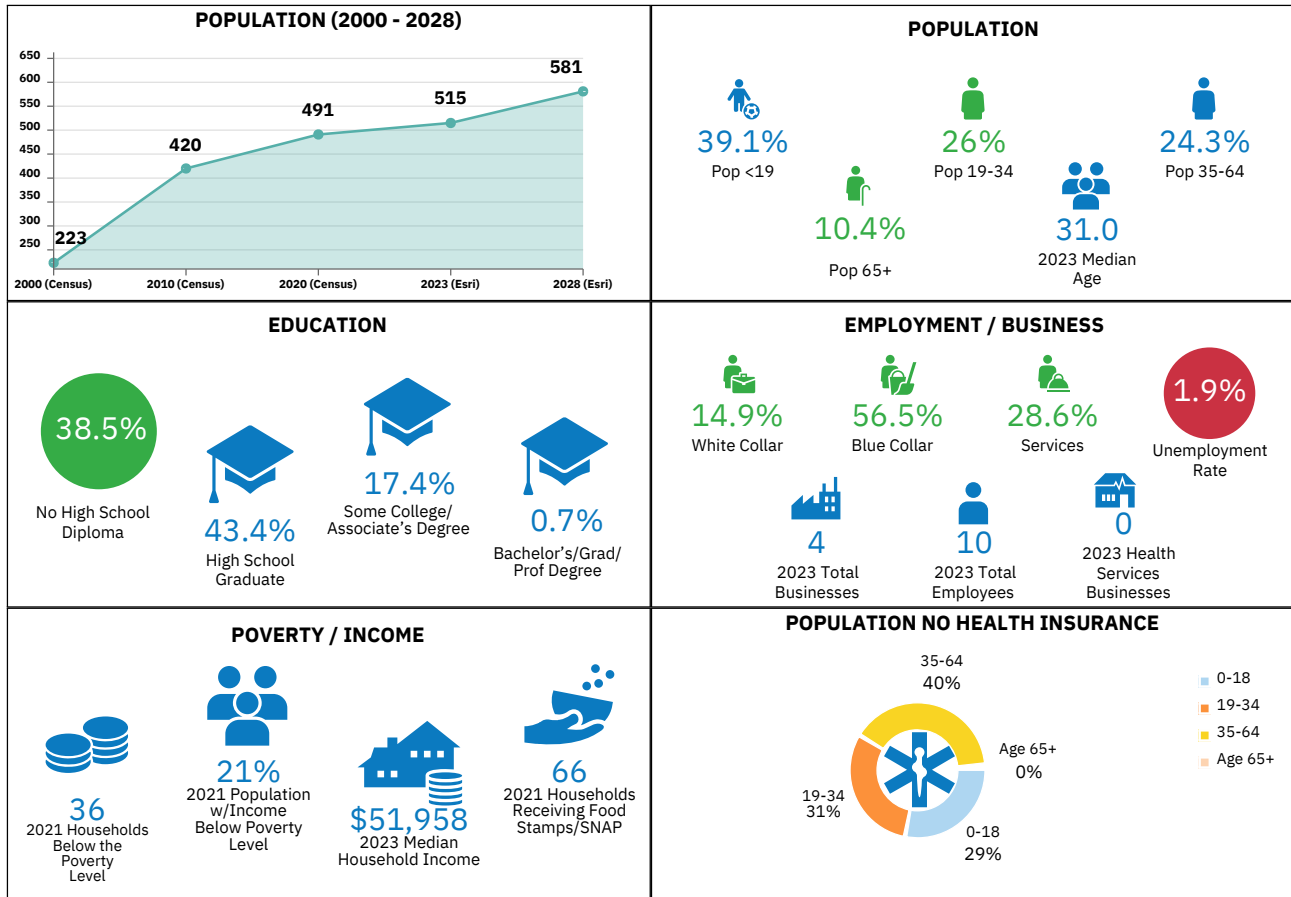 POPULATION (2000 - 2028)
650
600
550
500
450
400
350
300
250
223
420
491
515
581
2000 (Census)
2010 (Census)
2020 (Census)
2023 (Esri)
2028 (Esri)
POPULATION
39.1%
Pop <19
26%
Pop 19-34
24.3%
Pop 35-64
10.4%
Pop 65+
31.0
2023 Median
Age
EDUCATION
38.5%
No High School
Diploma
43.4%
High School
Graduate
17.4%
Some College/
Associate's Degree
0.7%
Bachelor's/Grad/
Prof Degree
EMPLOYMENT / BUSINESS
14.9%
White Collar
56.5%
Blue Collar
28.6%
Services
1.9%
Unemployment
Rate
4
2023 Total
Businesses
10
2023 Total
Employees
0
2023 Health
Services
Businesses
POVERTY / INCOME
36
2021 Households
Below the
Poverty
Level
21%
2021 Population
w/Income
Below Poverty
Level
$51,958
2023 Median
Household Income
66
2021 Households
Receiving Food
Stamps/SNAP
POPULATION NO HEALTH INSURANCE
35-64
40%
Age 65+
0%
19-34
31%
0-18
29%
0-18
19-34
35-64
Age 65+